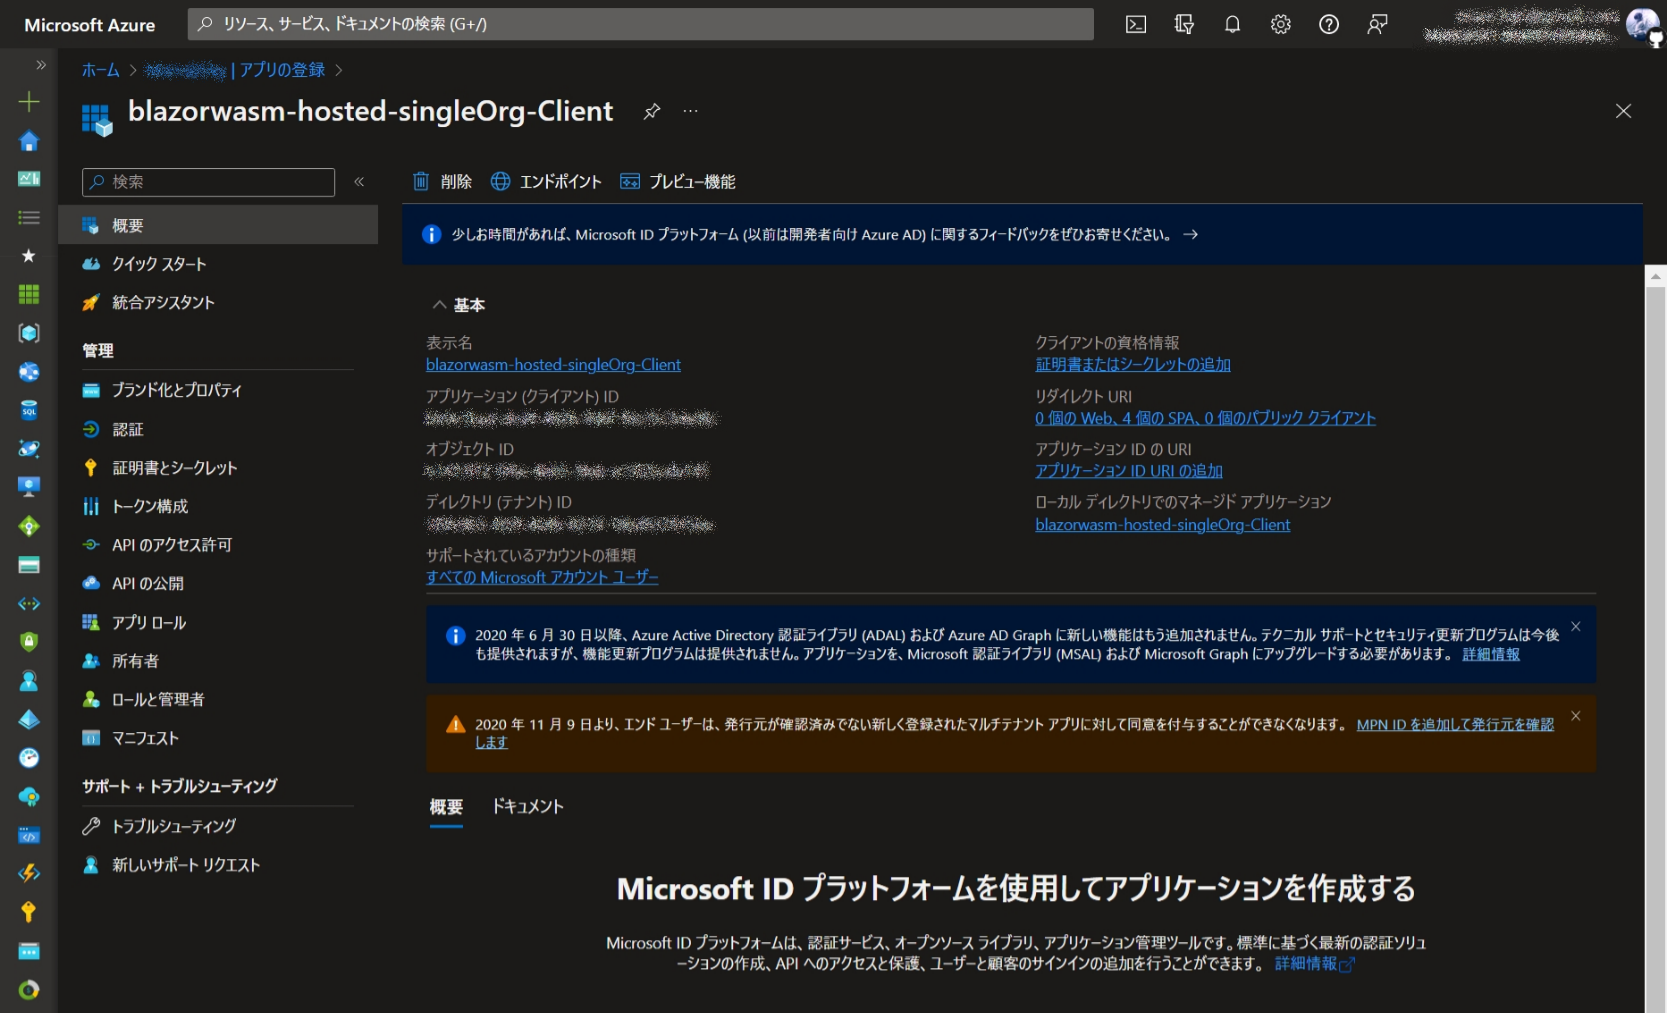 Microsoft Azure
リソース、サービス、ドキュメントの検索 (G+/)
ホーム
| アプリの登録
blazorwasm-hosted-singleOrg-Client
検索
概要
クイック スタート
統合アシスタント
管理
ブランド化とプロパティ
認証
証明書とシークレット
トークン構成
API のアクセス許可
API の公開
アプリ ロール
所有者
ロールと管理者
マニフェスト
サポート + トラブルシューティング
トラブルシューティング
新しいサポート リクエスト
削除
エンドポイント
プレビュー機能
少しお時間があれば、Microsoft ID プラットフォーム (以前は開発者向け Azure AD) に関するフィードバックをぜひお寄せください。 →
基本
表示名
blazorwasm-hosted-singleOrg-Client
アプリケーション (クライアント) ID
オブジェクト ID
ディレクトリ (テナント) ID
サポートされているアカウントの種類
すべての Microsoft アカウント ユーザー
クライアントの資格情報
証明書またはシークレットの追加
リダイレクト URI
0 個の Web、4 個の SPA、0 個のパブリック クライアント
アプリケーション ID の URI
アプリケーション ID URI の追加
ローカル ディレクトリでのマネージド アプリケーション
blazorwasm-hosted-singleOrg-Client
2020 年 6 月 30 日以降、Azure Active Directory 認証ライブラリ (ADAL) および Azure AD Graph に新しい機能はもう追加されません。テクニカル サポートとセキュリティ更新プログラムは今後
も提供されますが、機能更新プログラムは提供されません。アプリケーションを、Microsoft 認証ライブラリ (MSAL) および Microsoft Graph にアップグレードする必要があります。 詳細情報
2020 年 11 月 9 日より、エンド ユーザーは、発行元が確認済みでない新しく登録されたマルチテナント アプリに対して同意を付与することができなくなります。 MPN ID を追加して発行元を確認
します
概要
ドキュメント
Microsoft ID プラットフォームを使用してアプリケーションを作成する
Microsoft ID プラットフォームは、認証サービス、オープンソース ライブラリ、アプリケーション管理ツールです。標準に基づく最新の認証ソリュ
ーションの作成、API へのアクセスと保護、ユーザーと顧客のサインインの追加を行うことができます。 詳細情報